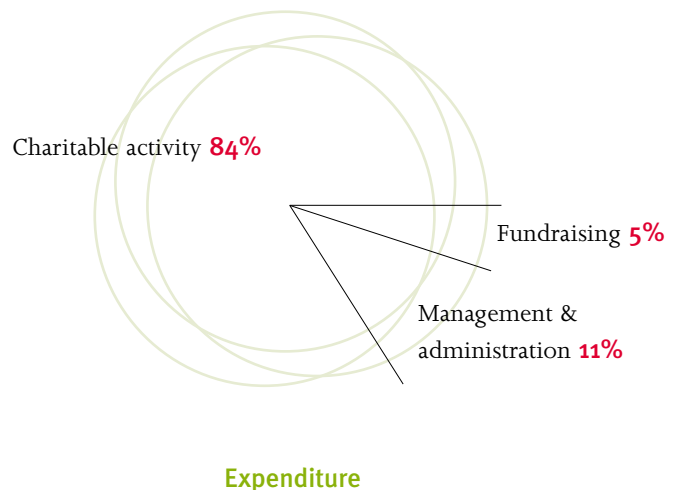 Charitable activity 84%
Fundraising 5%
Management &
administration 11%
Expenditure